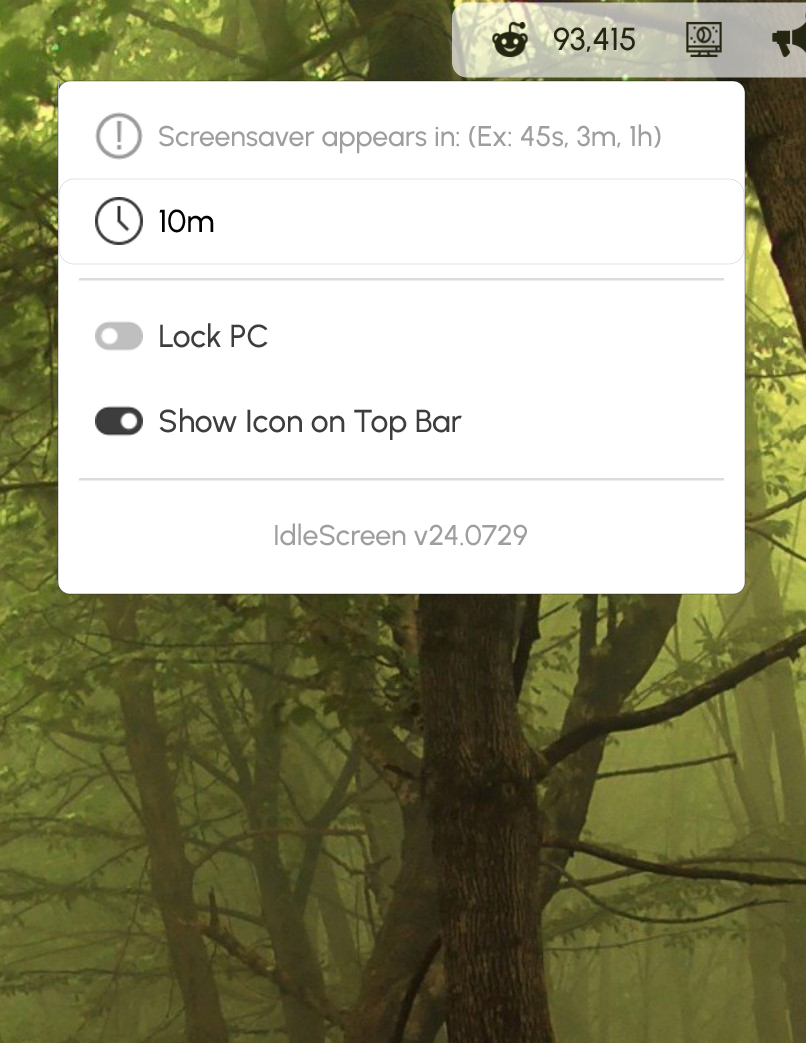 93,415
Screensaver appears in: (Ex: 45s, 3m, 1h)
10m
Lock PC
Show Icon on Top Bar
IdleScreen v24.0729